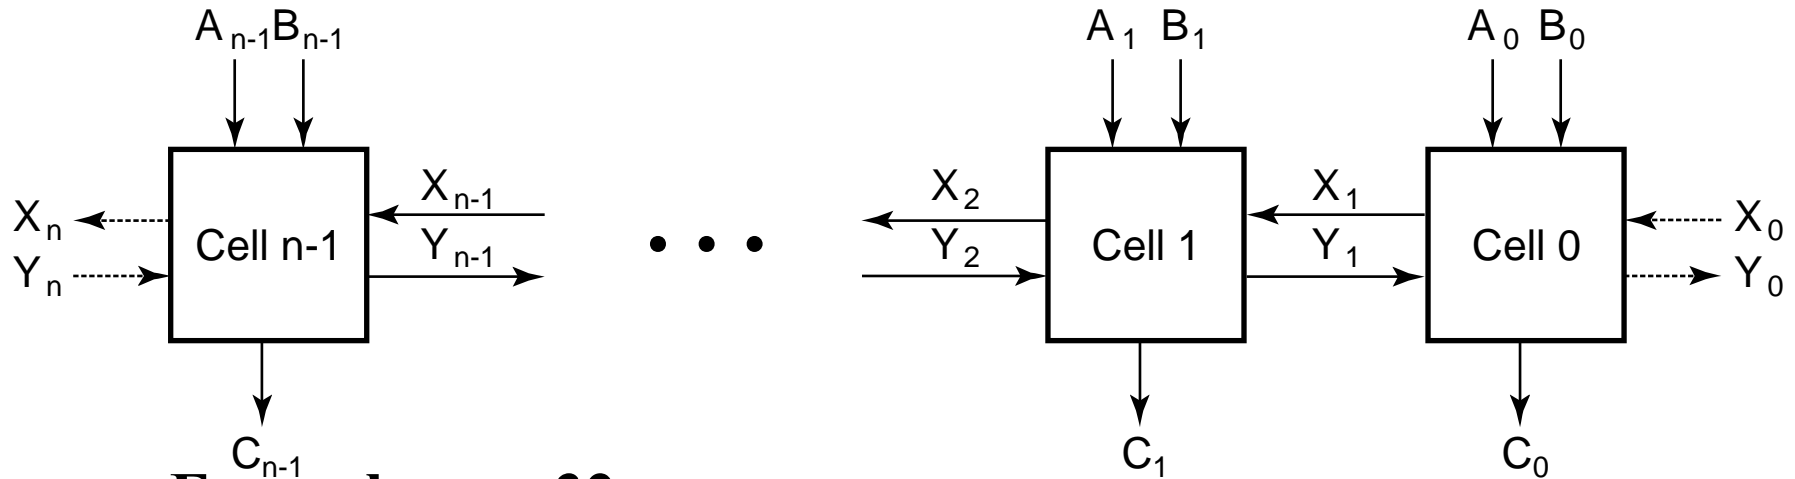 A n-1 B n-1 A 1 B 1 A 0 B 0
X n X n-1 X 2 X 1 X 0
Cell n-1 Cell 1 Cell 0
Y n Y n-1 Y 2 Y 1 Y 0
C n-1 C 1 C 0